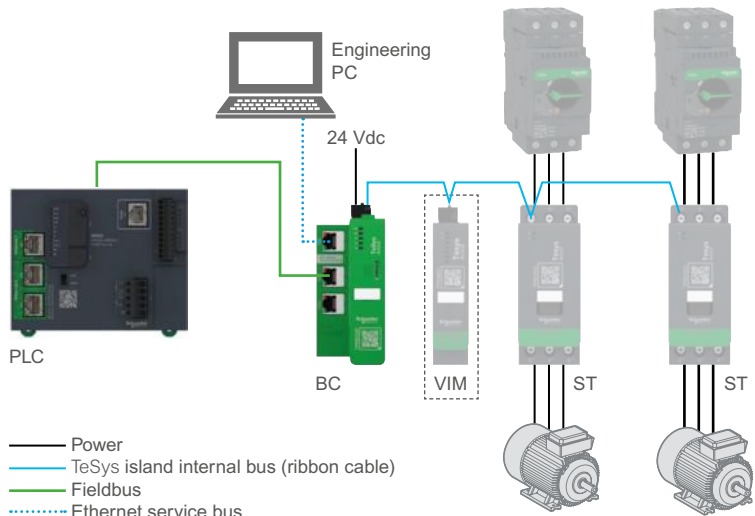 Engineering
PC
24 Vdc
PLC
BC
VIM
ST
ST
Power
TeSys island internal bus (ribbon cable)
Fieldbus
Ethernet service bus